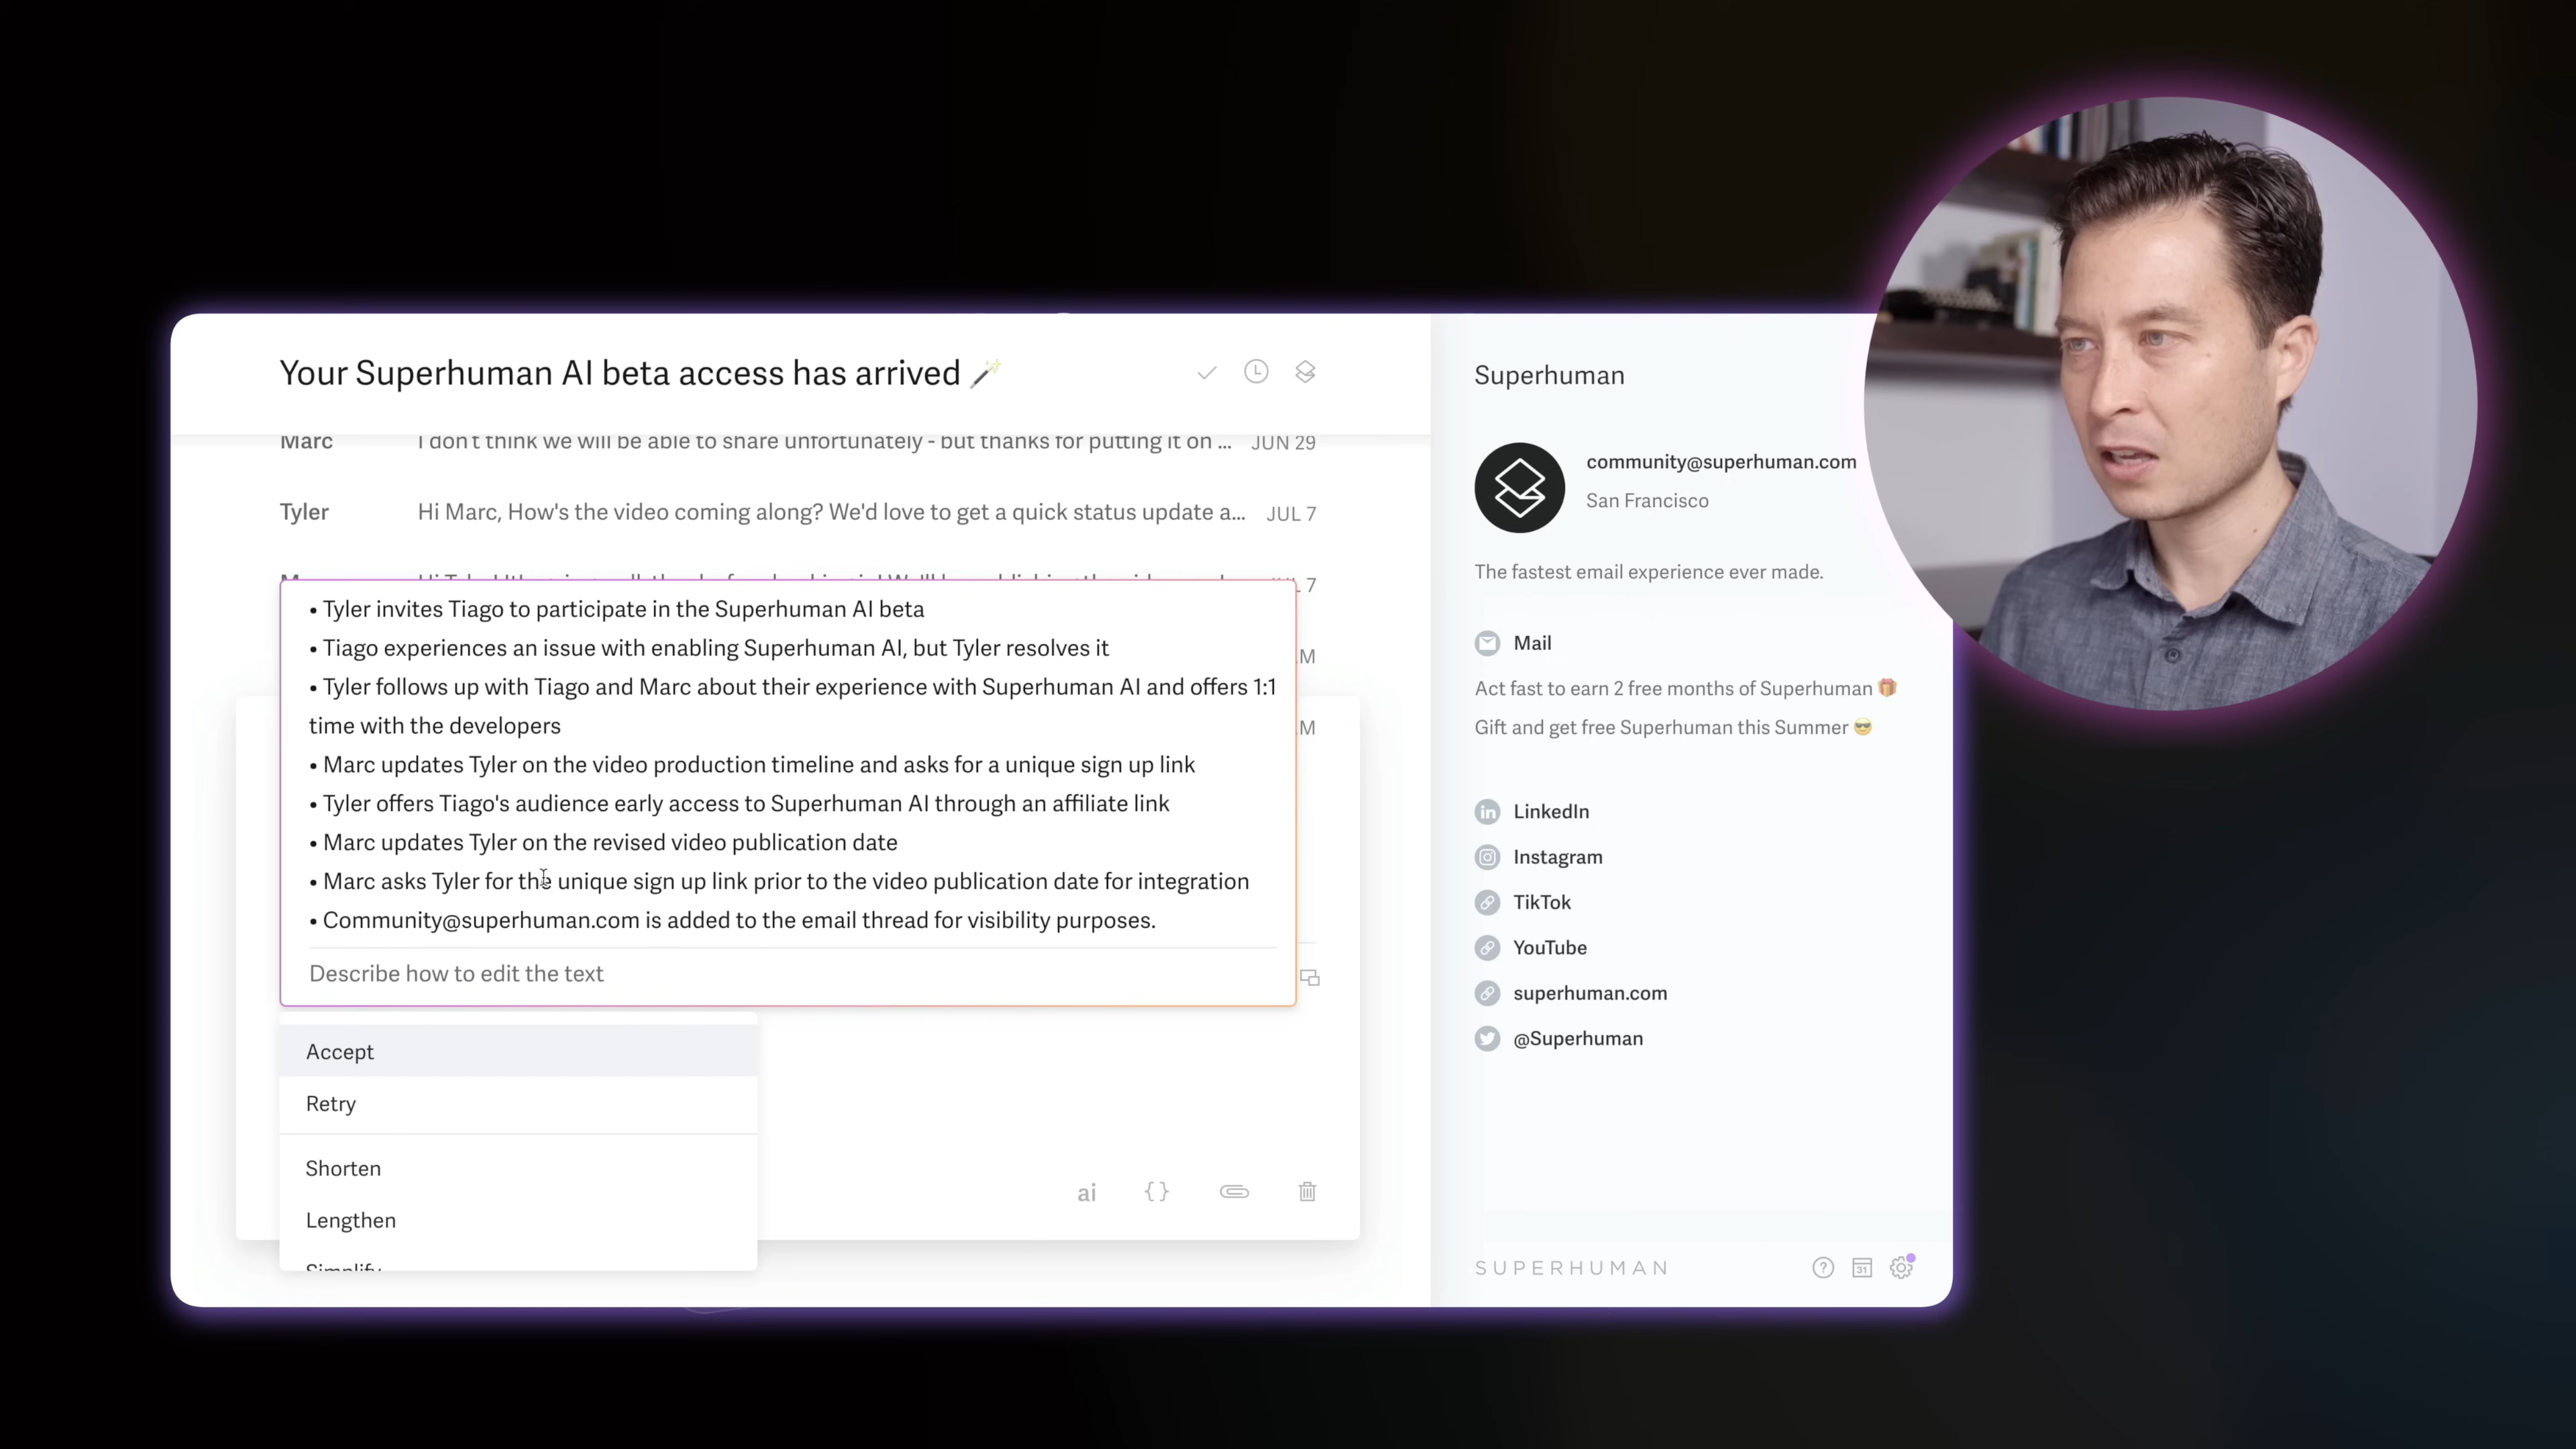 Your Superhuman AI beta access has arrived 🪄
Marc I don't think we will be able to share unfortunately - but thanks for putting it on ... JUN 29
Tyler Hi Marc, How's the video coming along? We'd love to get a quick status update a... JUL 7
L 7
• Tyler invites Tiago to participate in the Superhuman AI beta
• Tiago experiences an issue with enabling Superhuman AI, but Tyler resolves it
M
• Tyler follows up with Tiago and Marc about their experience with Superhuman AI and offers 1:1
time with the developers
M
• Marc updates Tyler on the video production timeline and asks for a unique sign up link
• Tyler offers Tiago's audience early access to Superhuman AI through an affiliate link
• Marc updates Tyler on the revised video publication date
• Marc asks Tyler for the unique sign up link prior to the video publication date for integration
• Community@superhuman.com is added to the email thread for visibility purposes.
Describe how to edit the text
Accept
Retry
Shorten
Lengthen
Simplify
ai {}
Superhuman
community@superhuman.com
San Francisco
The fastest email experience ever made.
Mail
Act fast to earn 2 free months of Superhuman 🎁
Gift and get free Superhuman this Summer 😎
in LinkedIn
Instagram
TikTok
YouTube
superhuman.com
@Superhuman
SUPERHUMAN ? 31